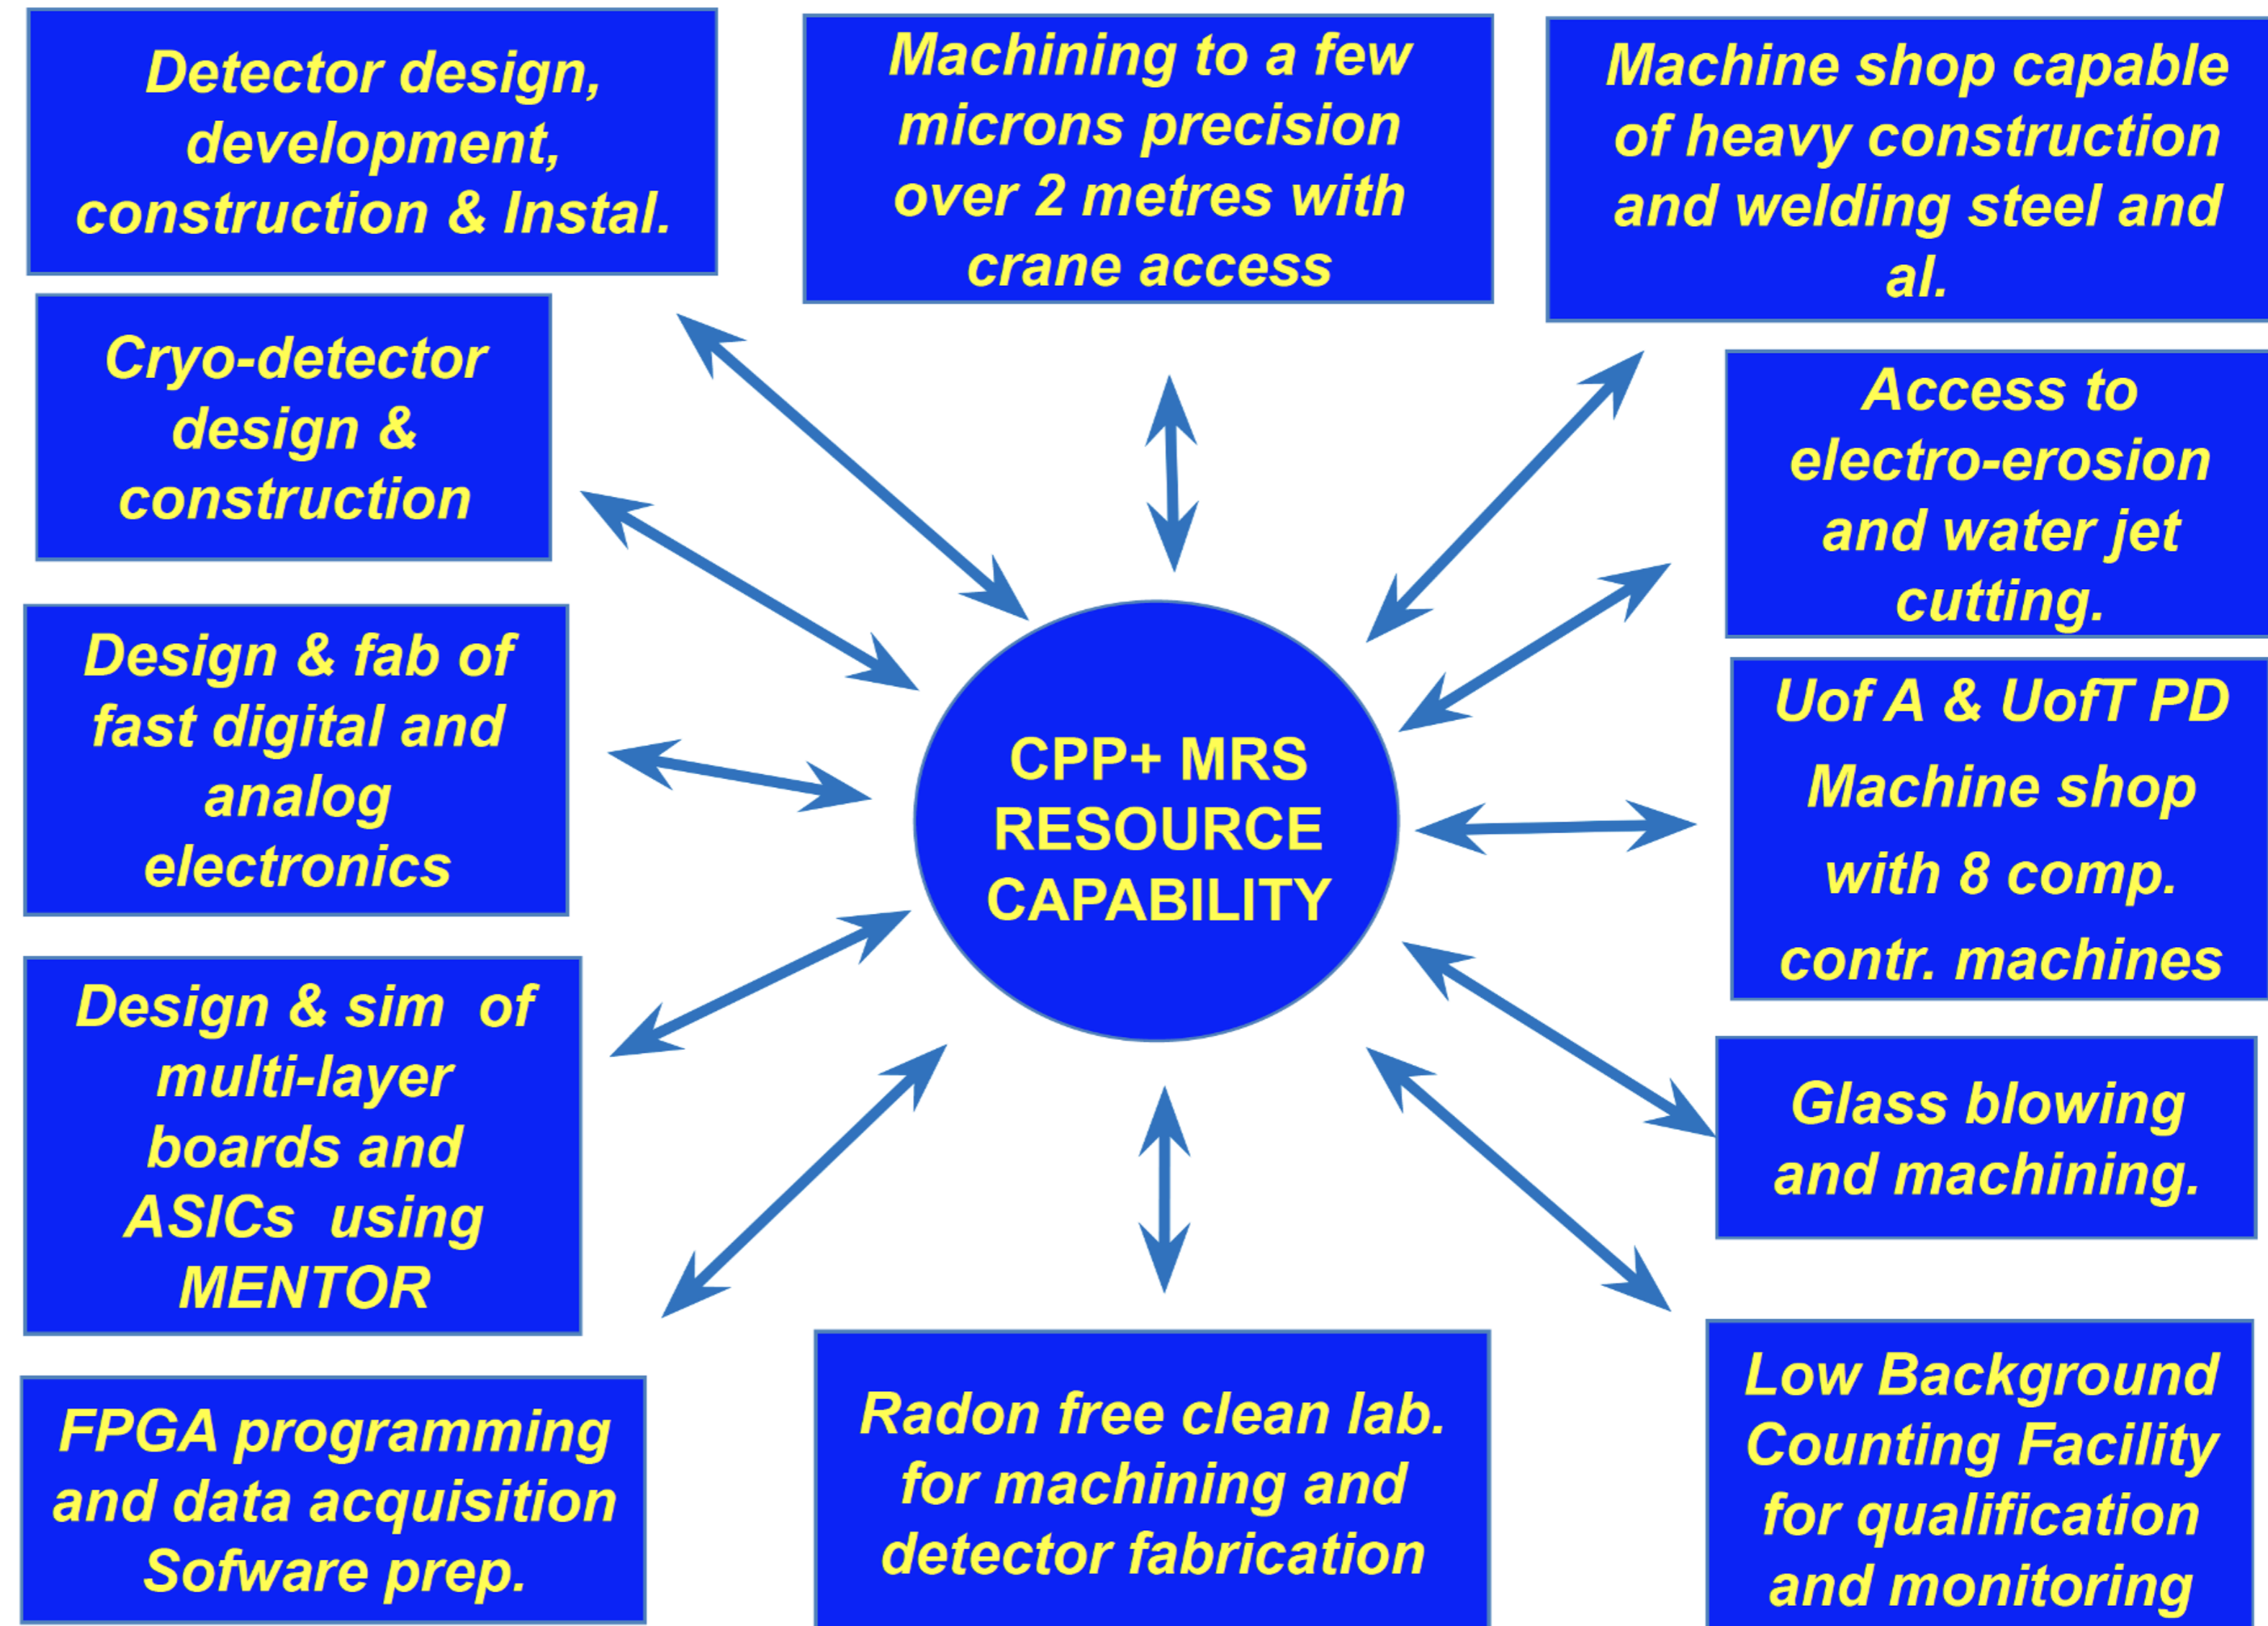 Detector design,
development,
construction & Instal.
Machining to a few
microns precision
over 2 metres with
crane access
Machine shop capable
of heavy construction
and welding steel and
al.
Cryo-detector
design &
construction
Access to
electro-erosion
and water jet
cutting.
Design & fab of
fast digital and
analog
electronics
CPP+ MRS
RESOURCE
CAPABILITY
Uof A & UofT PD
Machine shop
with 8 comp.
contr. machines
Design & sim of
multi-layer
boards and
ASICs using
MENTOR
Glass blowing
and machining.
FPGA programming
and data acquisition
Sofware prep.
Radon free clean lab.
for machining and
detector fabrication
Low Background
Counting Facility
for qualification
and monitoring